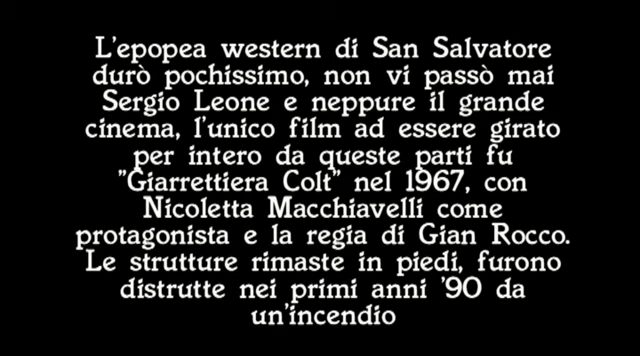 L'epopea western di San Salvatore
durò pochissimo, non vi passò mai
Sergio Leone e neppure il grande
cinema, l'unico film ad essere girato
per intero da queste parti fu
"Giarrettiera Colt" nel 1967, con
Nicoletta Macchiavelli come
protagonista e la regia di Gian Rocco.
Le strutture rimaste in piedi, furono
distrutte nei primi anni '90 da
un'incendio